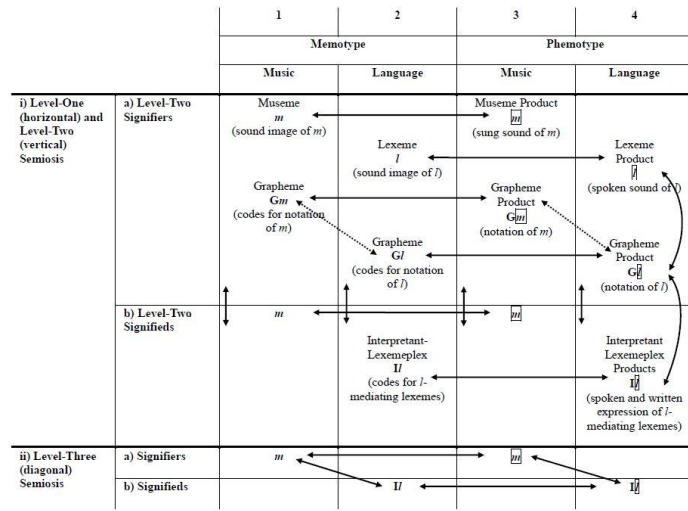 1 2 3 4
Memotype Phemotype
Music Language Music Language
i) Level-One (horizontal) and Level-Two (vertical) Semiosis
a) Level-Two Signifiers
Museme
m
(sound image of m)
Museme Product
m
(sung sound of m)
Lexeme
l
(sound image of l)
Lexeme
Product
l
(spoken sound of l)
Grapheme
Gm
(codes for notation
of m)
Grapheme
Product
Gm
(notation of m)
Grapheme
Gl
(codes for notation
of l)
Grapheme
Product
Gl
(notation of l)
b) Level-Two Signifieds
m
m
Interpretant-
Lexemeplex
Il
(codes for l-
mediating lexemes)
Interpretant
Lexemeplex
Products
Il
(spoken and written
expression of l-
mediating lexemes)
ii) Level-Three (diagonal) Semiosis
a) Signifiers
m
m
b) Signifieds
Il
Il